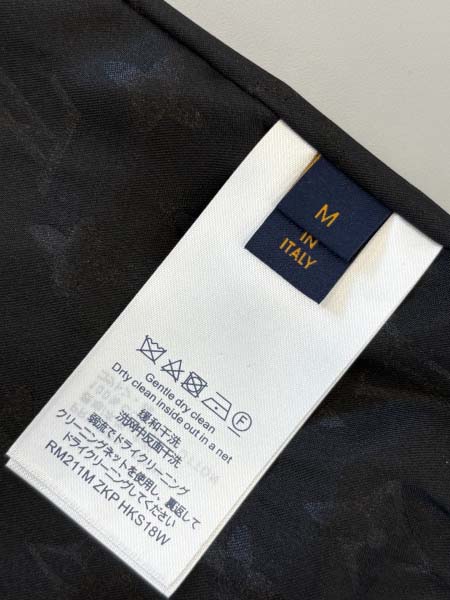 M
IN
ITALY
Gentle dry clean
Drty clean inside out in a net
缓和干洗
洗网中反面干洗
弱流でドライクリーニング
クリーニングネットを使用し、裏返して
ドライクリーニングしてください
RM211M ZKP HKS18W